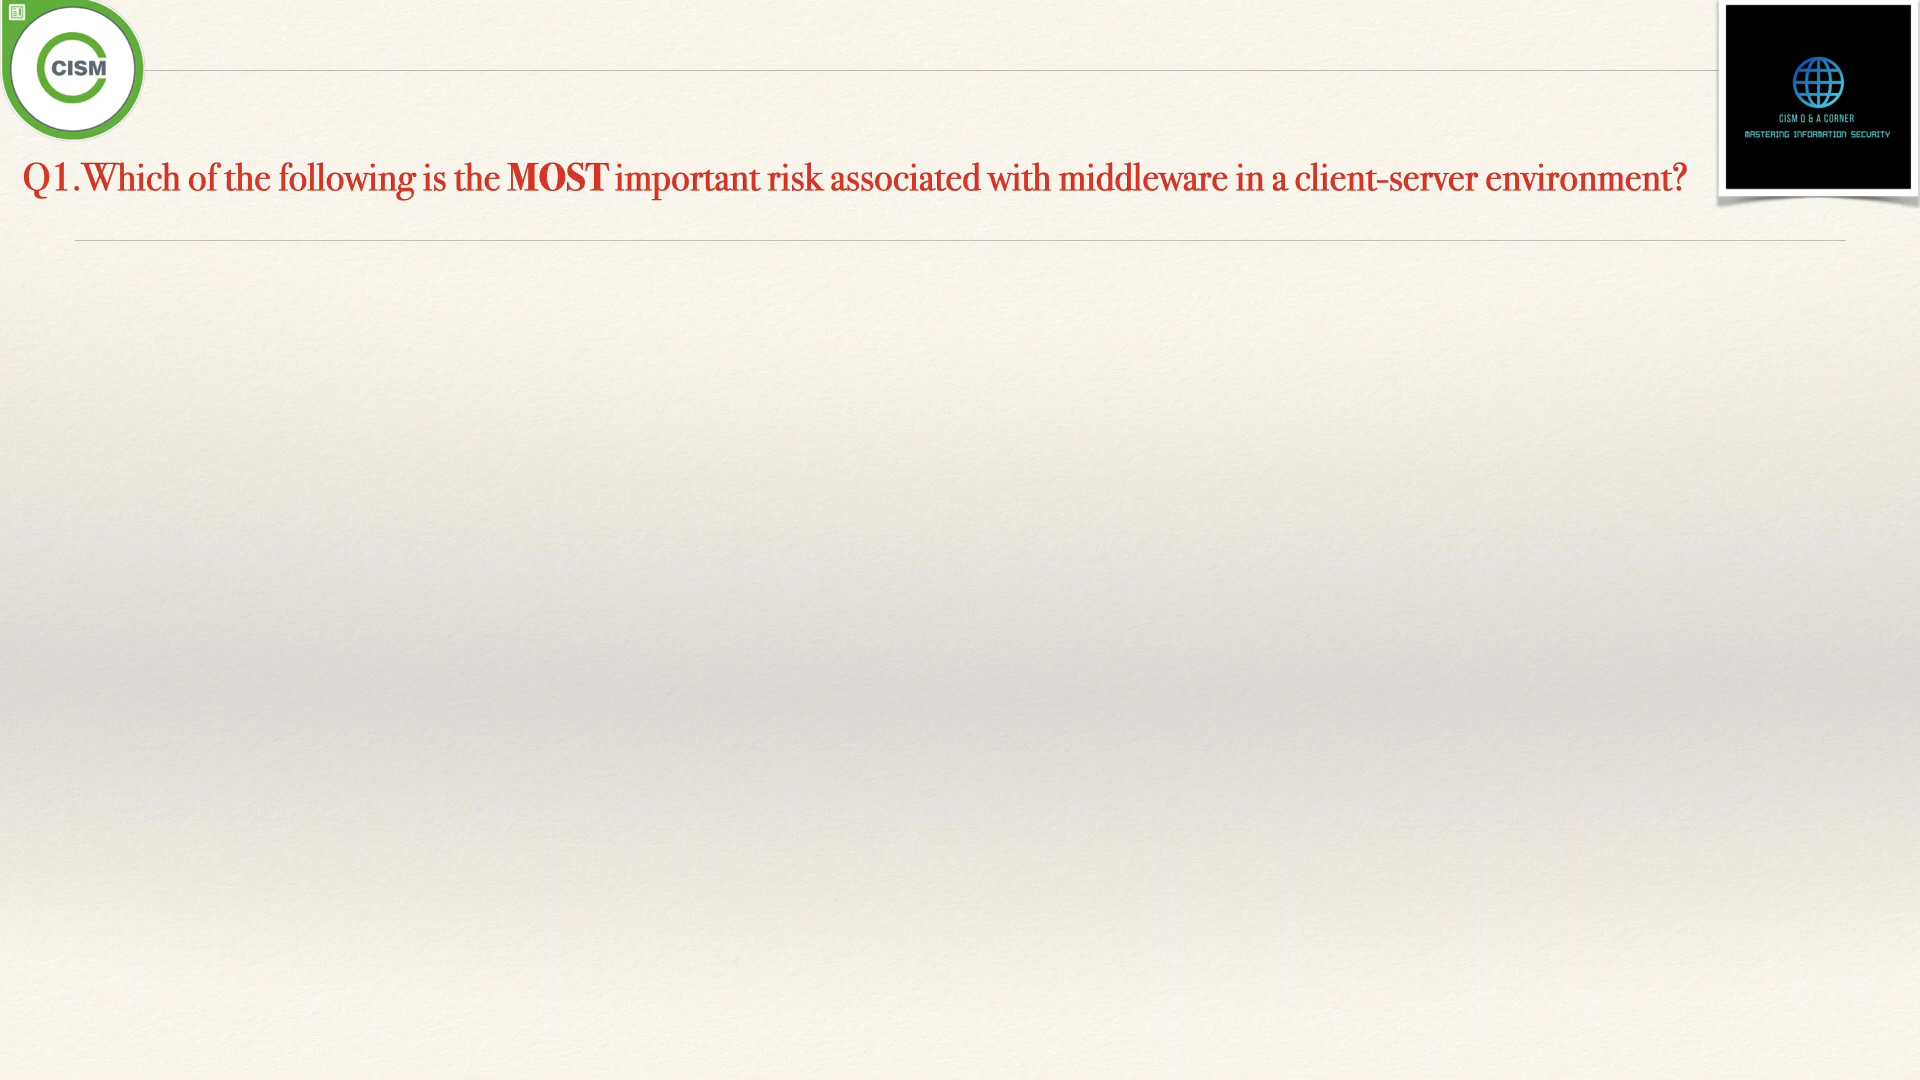 CISM
CISM Q & A CORNER
MASTERING INFORMATION SECURITY
Q1. Which of the following is the MOST important risk associated with middleware in a client-server environment?